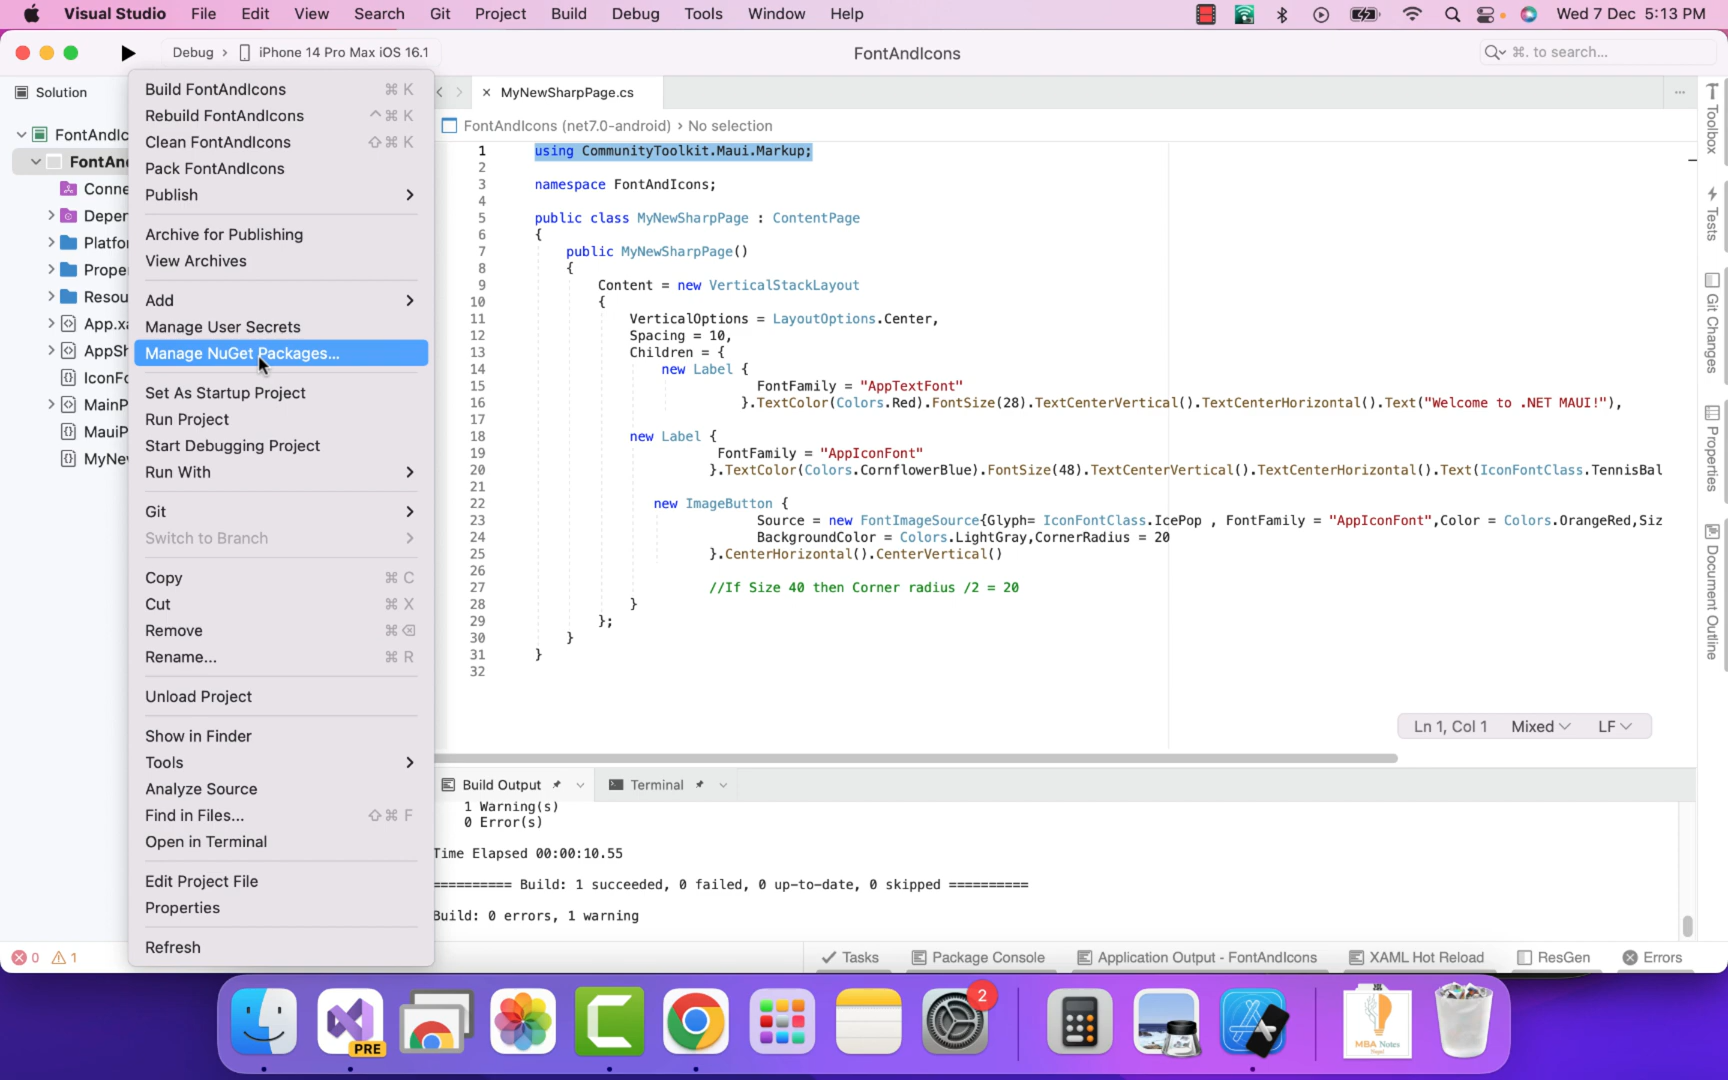 Visual Studio File Edit View Search Git Project Build Debug Tools Window Help Wed 7 Dec 5:13 PM
Debug › iPhone 14 Pro Max iOS 16.1 FontAndIcons ⌘. to search...
Solution
FontAndIc
FontAn
Conne
Depen
Platfo
Proper
Resou
App.xa
AppSh
IconFo
MainP
MauiP
MyNew
Build FontAndIcons ⌘ K
Rebuild FontAndIcons ^ ⌘ K
Clean FontAndIcons ⇧ ⌘ K
Pack FontAndIcons
Publish
Archive for Publishing
View Archives
Add
Manage User Secrets
Manage NuGet Packages...
Set As Startup Project
Run Project
Start Debugging Project
Run With
Git
Switch to Branch
Copy ⌘ C
Cut ⌘ X
Remove ⌘ ⌫
Rename... ⌘ R
Unload Project
Show in Finder
Tools
Analyze Source
Find in Files... ⇧ ⌘ F
Open in Terminal
Edit Project File
Properties
Refresh
MyNewSharpPage.cs
FontAndIcons (net7.0-android) › No selection
1 using CommunityToolkit.Maui.Markup;
2
3 namespace FontAndIcons;
4
5 public class MyNewSharpPage : ContentPage
6 {
7 public MyNewSharpPage()
8 {
9 Content = new VerticalStackLayout
10 {
11 VerticalOptions = LayoutOptions.Center,
12 Spacing = 10,
13 Children = {
14 new Label {
15 FontFamily = "AppTextFont"
16 }.TextColor(Colors.Red).FontSize(28).TextCenterVertical().TextCenterHorizontal().Text("Welcome to .NET MAUI!"),
17
18 new Label {
19 FontFamily = "AppIconFont"
20 }.TextColor(Colors.CornflowerBlue).FontSize(48).TextCenterVertical().TextCenterHorizontal().Text(IconFontClass.TennisBal
21
22 new ImageButton {
23 Source = new FontImageSource{Glyph= IconFontClass.IcePop , FontFamily = "AppIconFont",Color = Colors.OrangeRed,Siz
24 BackgroundColor = Colors.LightGray,CornerRadius = 20
25 }.CenterHorizontal().CenterVertical()
26
27 //If Size 40 then Corner radius /2 = 20
28 }
29 };
30 }
31 }
32
Ln 1, Col 1 Mixed LF
Toolbox
Tests
Git Changes
Properties
Document Outline
Build Output Terminal
1 Warning(s)
0 Error(s)
Time Elapsed 00:00:10.55
========== Build: 1 succeeded, 0 failed, 0 up-to-date, 0 skipped ==========
Build: 0 errors, 1 warning
0 1 Tasks Package Console Application Output - FontAndIcons XAML Hot Reload ResGen Errors
PRE
2
MBA Notes
Nepal